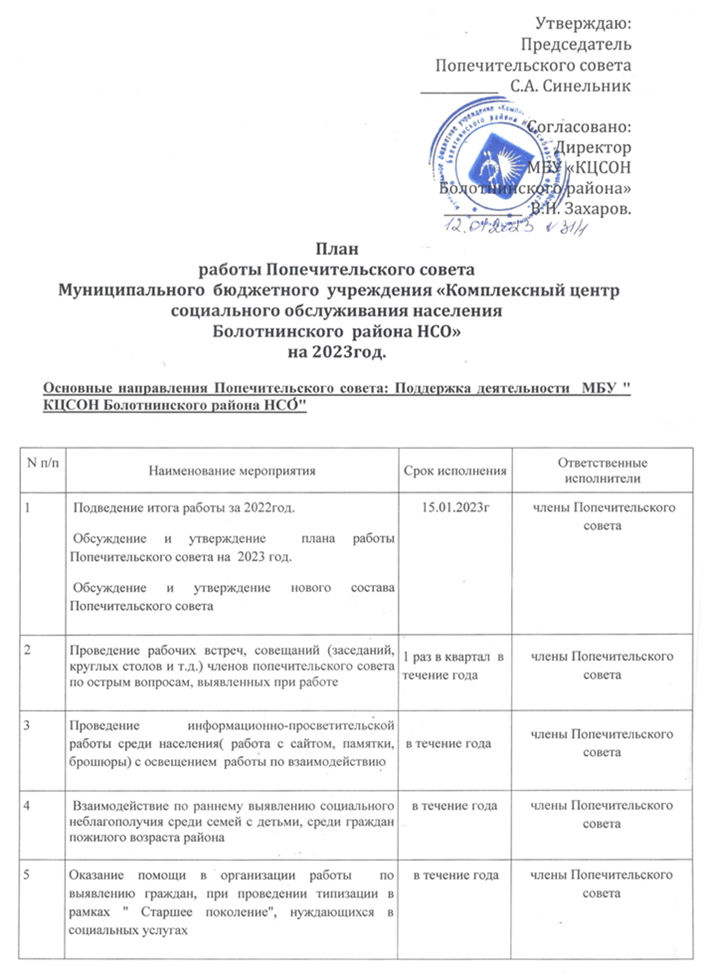 Утверждаю:
Председатель
Попечительского совета
__________ С.А. Синельник
Согласовано:
Директор
МБУ «КЦСОН
Болотнинского района»
__________ В.Н. Захаров.
План
работы Попечительского совета
Муниципального бюджетного учреждения «Комплексный центр
социального обслуживания населения
Болотнинского района НСО»
на 2023год.
Основные направления Попечительского совета: Поддержка деятельности МБУ "
КЦСОН Болотнинского района НСО"
N п/п
Наименование мероприятия
Срок исполнения
Ответственные
исполнители
1
Подведение итога работы за 2022год.
Обсуждение и утверждение плана работы
Попечительского совета на 2023 год.
Обсуждение и утверждение нового состава
Попечительского совета
15.01.2023г
члены Попечительского
совета
2
Проведение рабочих встреч, совещаний (заседаний,
круглых столов и т.д.) членов попечительского совета
по острым вопросам, выявленных при работе
1 раз в квартал в
течение года
члены Попечительского
совета
3
Проведение информационно-просветительской
работы среди населения( работа с сайтом, памятки,
брошюры) с освещением работы по взаимодействию
в течение года
члены Попечительского
совета
4
Взаимодействие по раннему выявлению социального
неблагополучия среди семей с детьми, среди граждан
пожилого возраста района
в течение года
члены Попечительского
совета
5
Оказание помощи в организации работы по
выявлению граждан, при проведении типизации в
рамках " Старшее поколение", нуждающихся в
социальных услугах
в течение года
члены Попечительского
совета